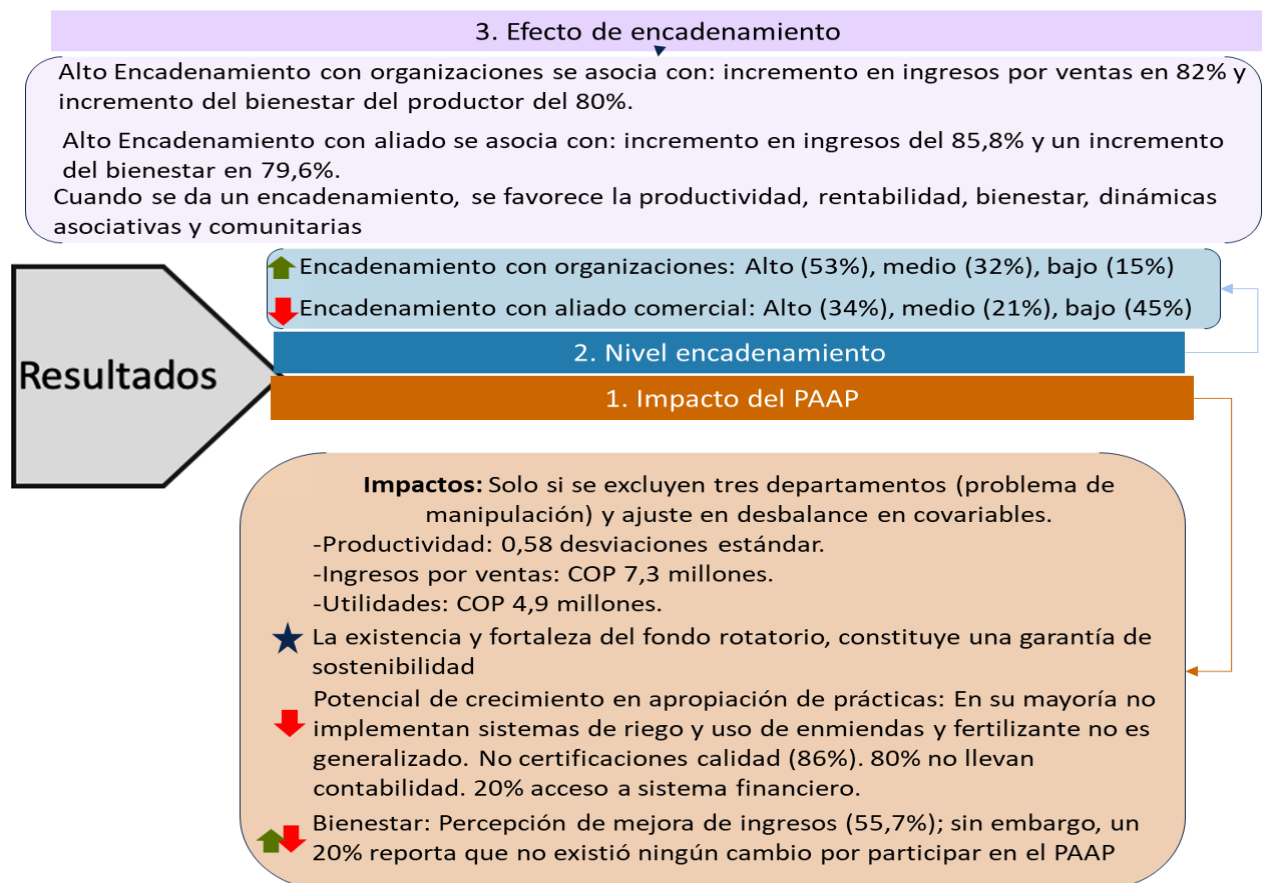 3. Efecto de encadenamiento
Alto Encadenamiento con organizaciones se asocia con: incremento en ingresos por ventas en 82% y
incremento del bienestar del productor del 80%.
Alto Encadenamiento con aliado se asocia con: incremento en ingresos del 85,8% y un incremento
del bienestar en 79,6%.
Cuando se da un encadenamiento, se favorece la productividad, rentabilidad, bienestar, dinámicas
asociativas y comunitarias
Encadenamiento con organizaciones: Alto (53%), medio (32%), bajo (15%)
Encadenamiento con aliado comercial: Alto (34%), medio (21%), bajo (45%)
2. Nivel encadenamiento
Resultados
1. Impacto del PAAP
Impactos: Solo si se excluyen tres departamentos (problema de
manipulación) y ajuste en desbalance en covariables.
-Productividad: 0,58 desviaciones estándar.
-Ingresos por ventas: COP 7,3 millones.
-Utilidades: COP 4,9 millones.
La existencia y fortaleza del fondo rotatorio, constituye una garantía de
sostenibilidad
Potencial de crecimiento en apropiación de prácticas: En su mayoría no
implementan sistemas de riego y uso de enmiendas y fertilizante no es
generalizado. No certificaciones calidad (86%). 80% no llevan
contabilidad. 20% acceso a sistema financiero.
Bienestar: Percepción de mejora de ingresos (55,7%); sin embargo, un
20% reporta que no existió ningún cambio por participar en el PAAP